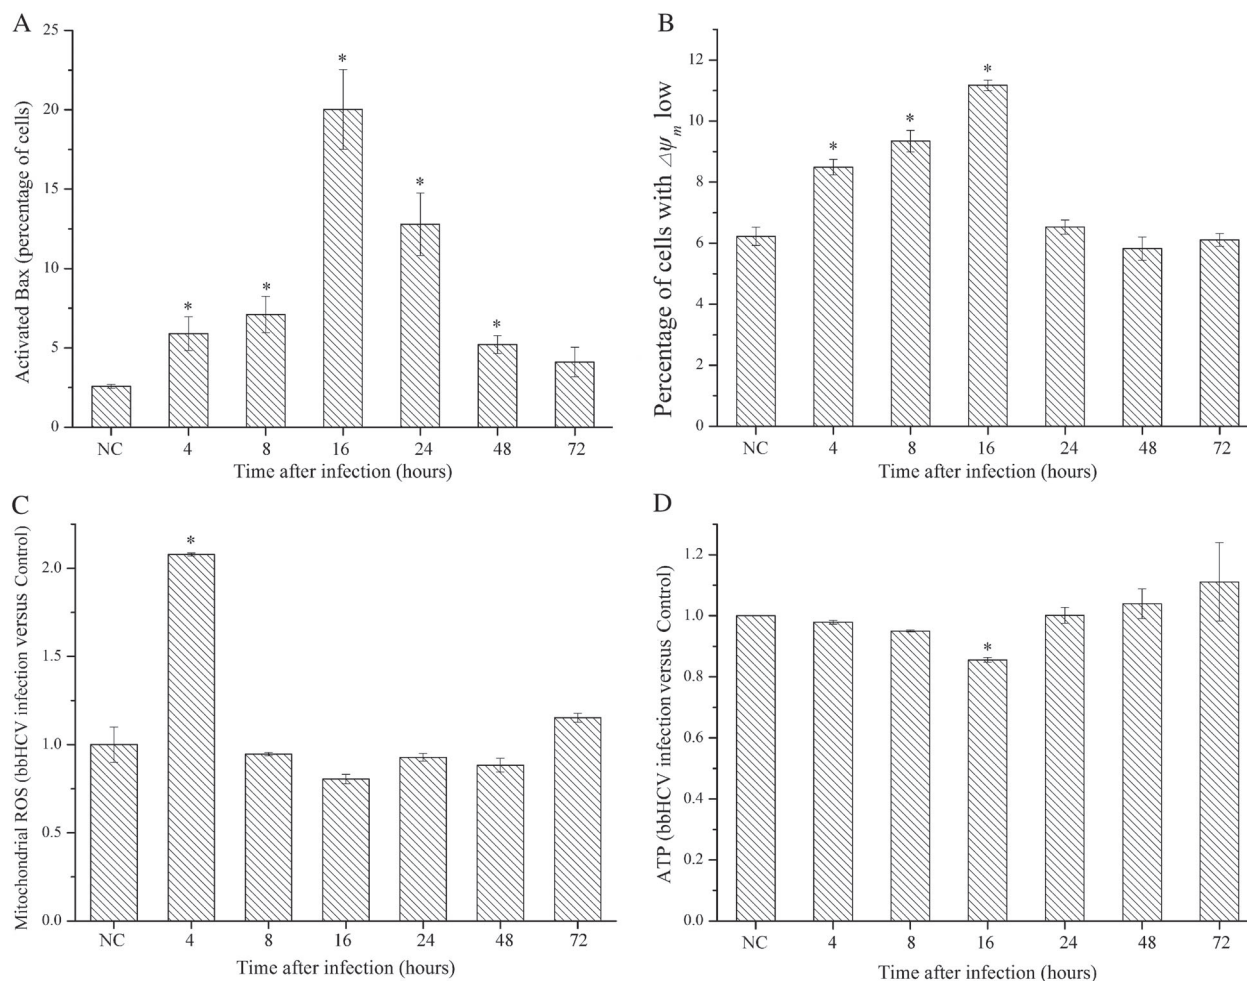 A
Activated Bax (percentage of cells)
25
20
15
10
5
0
*
*
*
*
*
NC 4 8 16 24 48 72
Time after infection (hours)
B
Percentage of cells with Δψm low
12
10
8
6
4
2
0
*
*
*
NC 4 8 16 24 48 72
Time after infection (hours)
C
Mitochondrial ROS (bbHCV infection versus Control)
2.0
1.5
1.0
0.5
0.0
*
NC 4 8 16 24 48 72
Time after infection (hours)
D
ATP (bbHCV infection versus Control)
1.2
1.0
0.8
0.6
0.4
0.2
0.0
*
NC 4 8 16 24 48 72
Time after infection (hours)